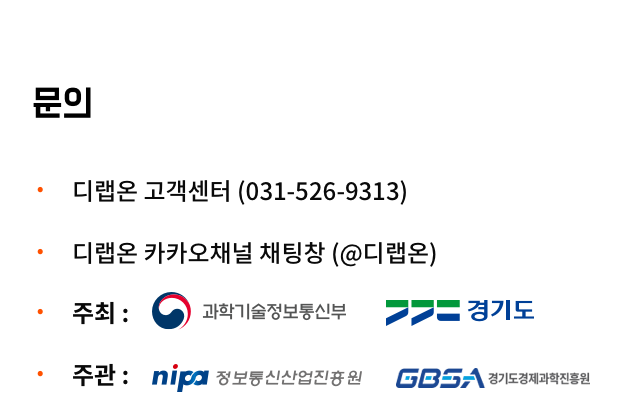 문의
디랩온 고객센터 (031-526-9313)
디랩온 카카오채널 채팅창 (@디랩온)
주최 : 과학기술정보통신부 경기도
주관 : nipa 정보통신산업진흥원 GBSA 경기도경제과학진흥원